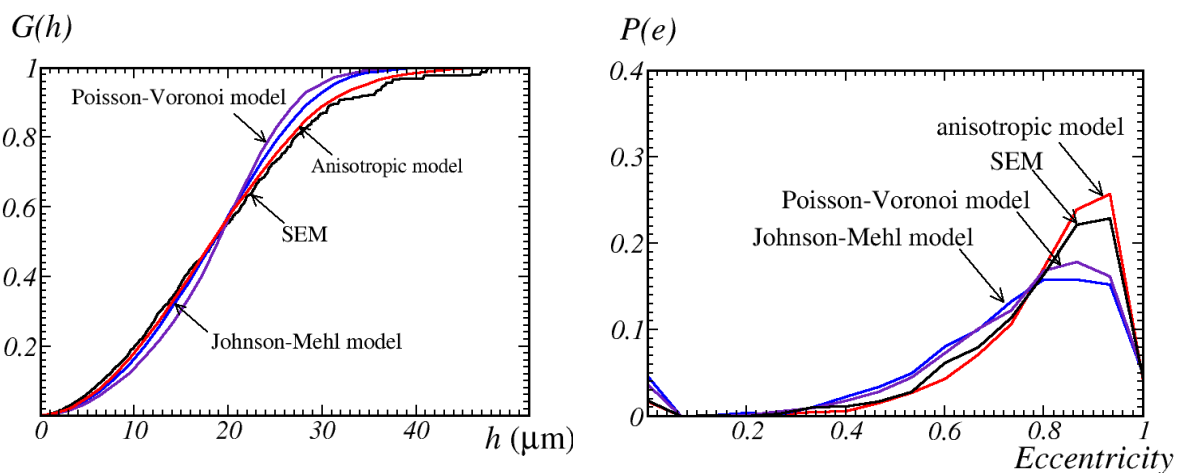 G(h)
1
0.8
0.6
0.4
0.2
0
10
20
30
40
h (μm)
Poisson-Voronoi model
Anisotropic model
SEM
Johnson-Mehl model
P(e)
0.4
0.3
0.2
0.1
0
0.2
0.4
0.6
0.8
1
Eccentricity
anisotropic model
SEM
Poisson-Voronoi model
Johnson-Mehl model